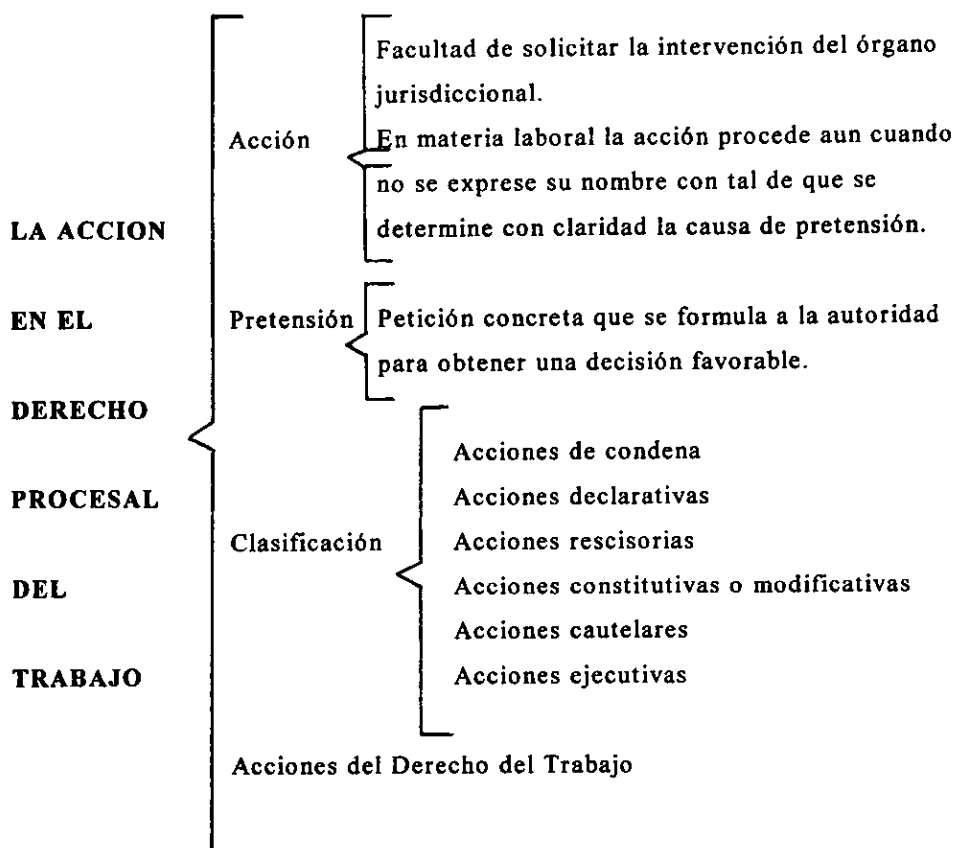 LA ACCION
EN EL
DERECHO
PROCESAL
DEL
TRABAJO
Acción
Facultad de solicitar la intervención del órgano
jurisdiccional.
En materia laboral la acción procede aun cuando
no se exprese su nombre con tal de que se
determine con claridad la causa de pretensión.
Pretensión
Petición concreta que se formula a la autoridad
para obtener una decisión favorable.
Clasificación
Acciones de condena
Acciones declarativas
Acciones rescisorias
Acciones constitutivas o modificativas
Acciones cautelares
Acciones ejecutivas
Acciones del Derecho del Trabajo